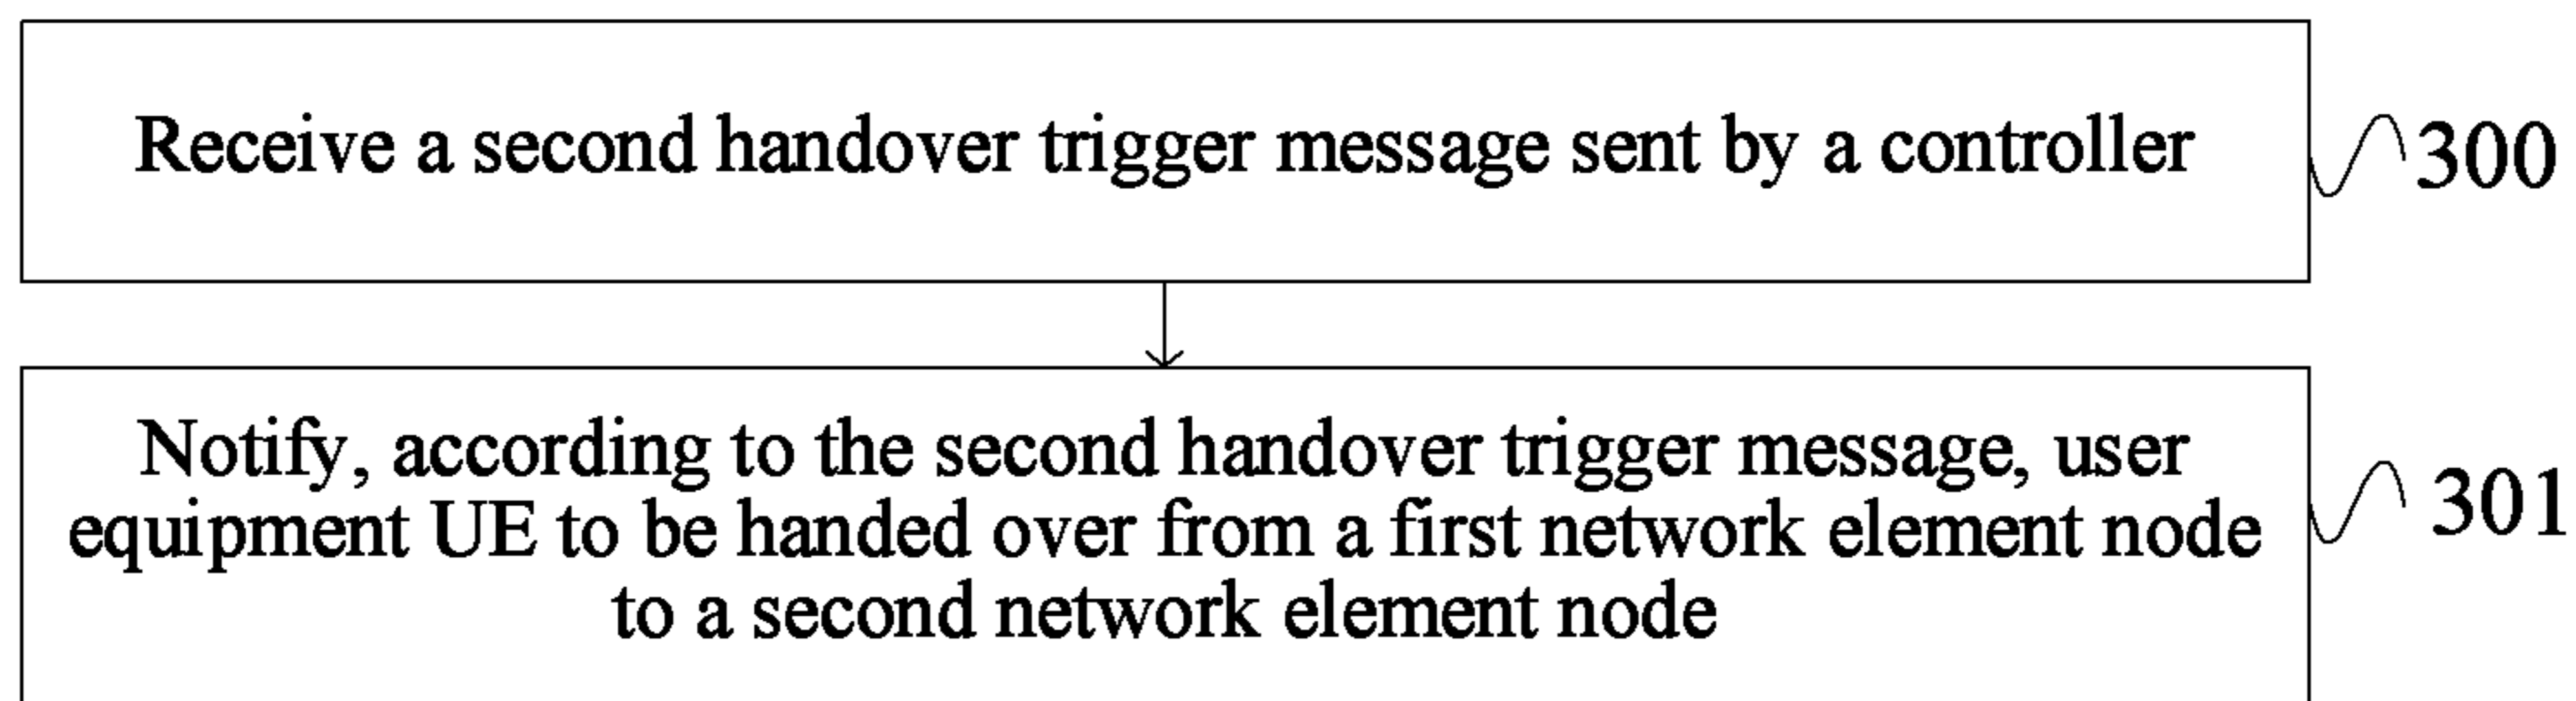 Receive a second handover trigger message sent by a controller
300
Notify, according to the second handover trigger message, user
equipment UE to be handed over from a first network element node
to a second network element node
301